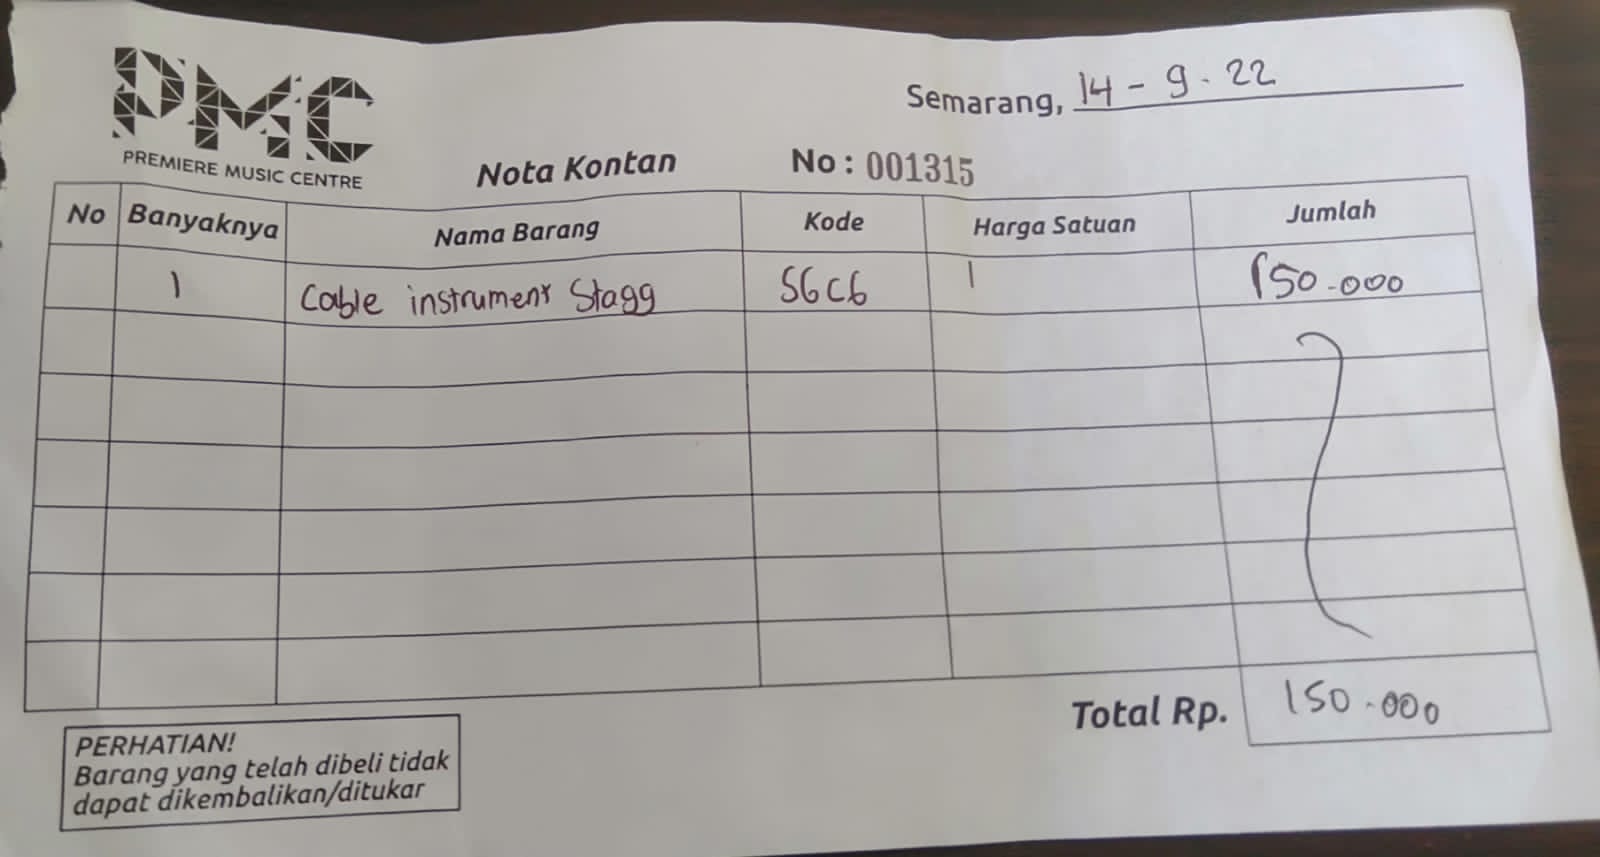 PMC
PREMIERE MUSIC CENTRE
Semarang, 14 - 9 - 22
Nota Kontan No : 001315
No Banyaknya Nama Barang Kode Harga Satuan Jumlah
1 Cable instrument Stagg SGC6 1 150.000
Total Rp. 150.000
PERHATIAN!
Barang yang telah dibeli tidak
dapat dikembalikan/ditukar